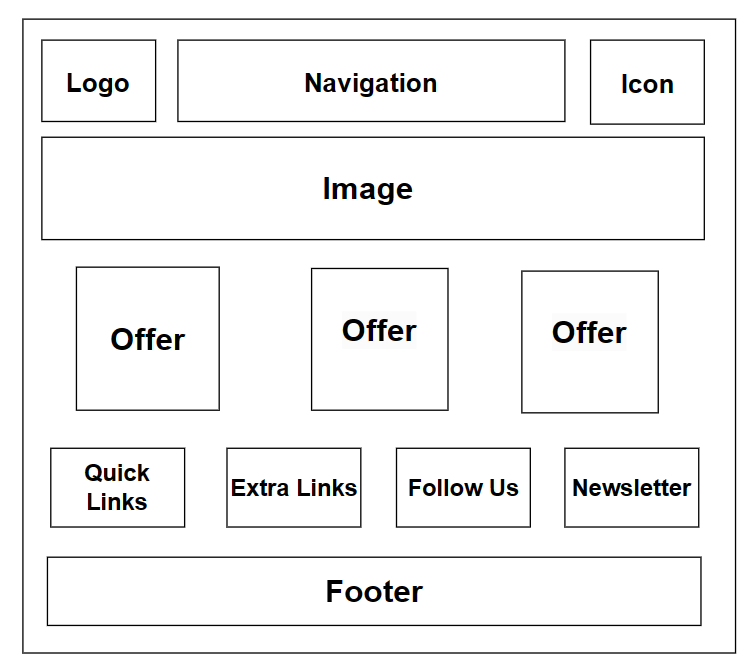 Logo
Navigation
Icon
Image
Offer
Offer
Offer
Quick
Links
Extra Links
Follow Us
Newsletter
Footer